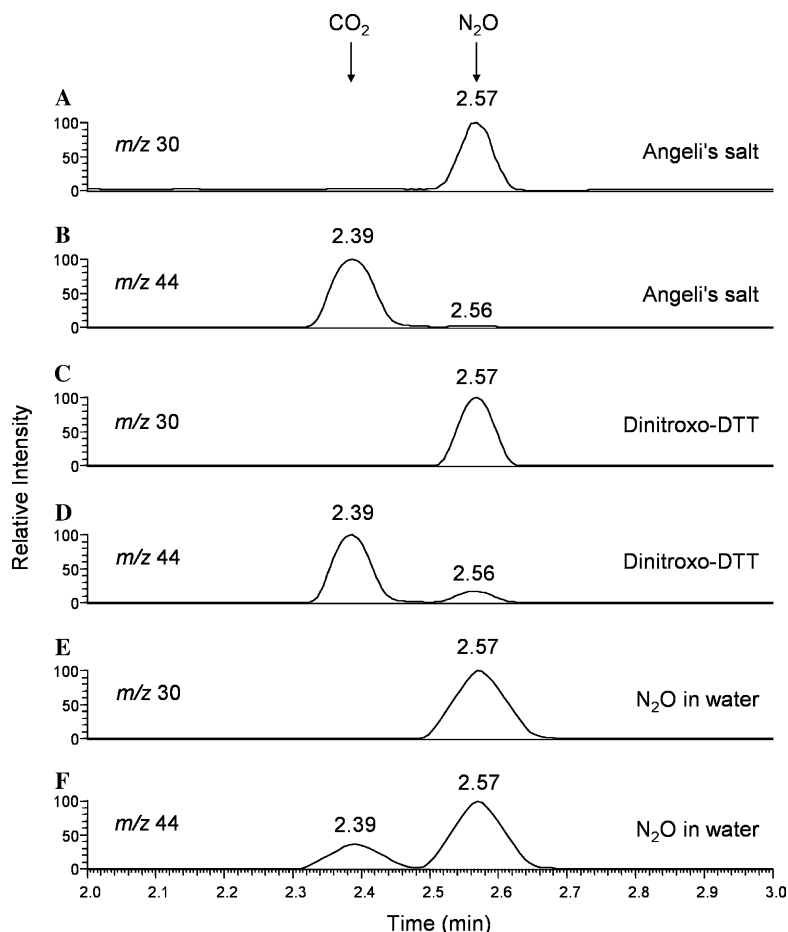 CO₂ N₂O
A
2.57
100
50
0
m/z 30
Angeli's salt
B
2.39
2.56
100
50
0
m/z 44
Angeli's salt
C
2.57
100
50
0
m/z 30
Dinitroxo-DTT
D
2.39
2.56
100
50
0
m/z 44
Dinitroxo-DTT
E
2.57
100
50
0
m/z 30
N₂O in water
F
2.57
2.39
100
50
0
m/z 44
N₂O in water
2.0 2.1 2.2 2.3 2.4 2.5 2.6 2.7 2.8 2.9 3.0
Time (min)
Relative Intensity